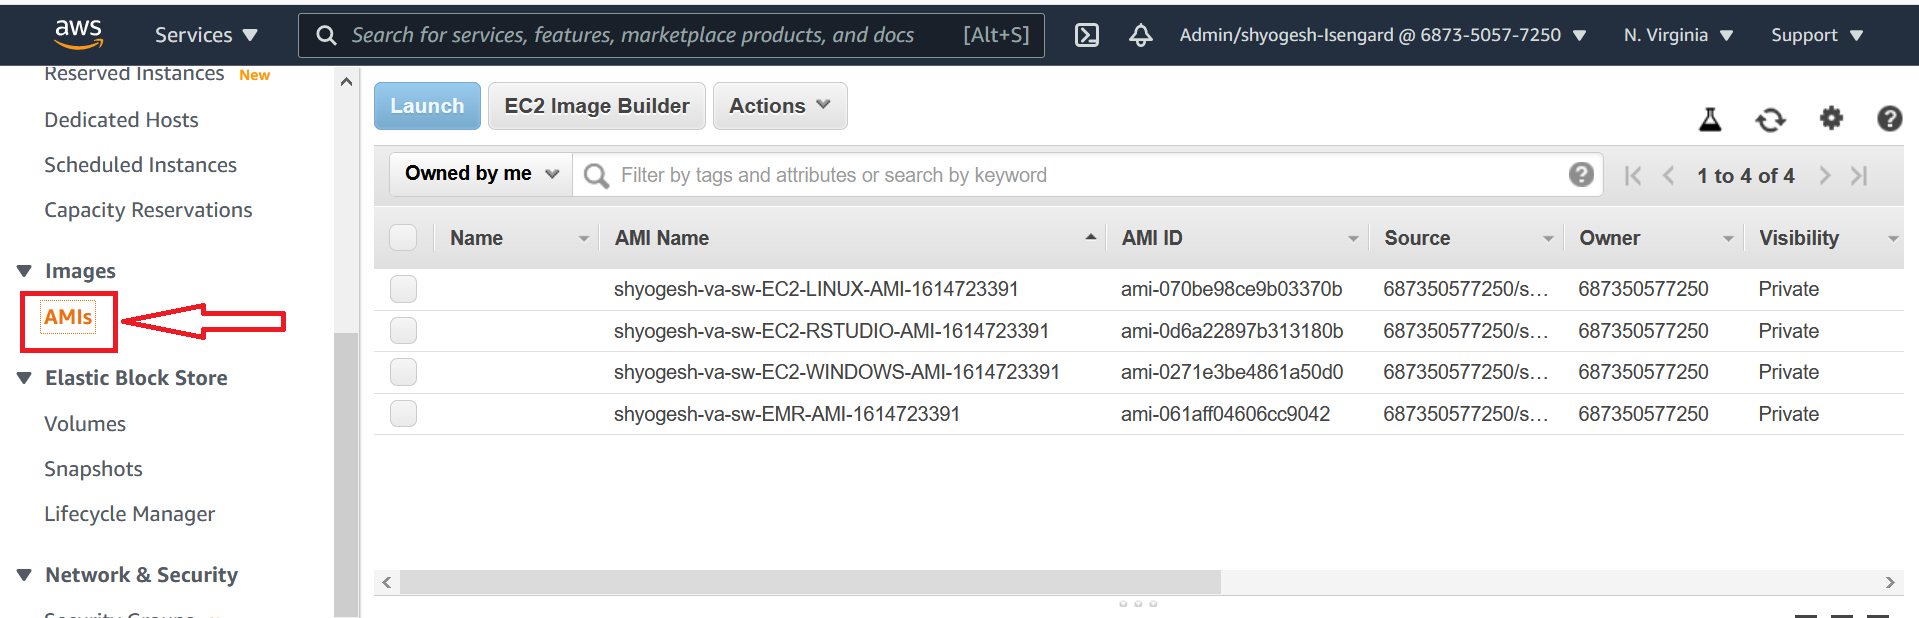 aws Services Search for services, features, marketplace products, and docs [Alt+S] Admin/shyogesh-Isengard @ 6873-5057-7250 N. Virginia Support
Reserved Instances New
Dedicated Hosts
Scheduled Instances
Capacity Reservations
Images
AMIs
Elastic Block Store
Volumes
Snapshots
Lifecycle Manager
Network & Security
Security Groups
Launch EC2 Image Builder Actions
Owned by me Filter by tags and attributes or search by keyword 1 to 4 of 4
Name AMI Name AMI ID Source Owner Visibility
shyogesh-va-sw-EC2-LINUX-AMI-1614723391 ami-070be98ce9b03370b 687350577250/s... 687350577250 Private
shyogesh-va-sw-EC2-RSTUDIO-AMI-1614723391 ami-0d6a22897b313180b 687350577250/s... 687350577250 Private
shyogesh-va-sw-EC2-WINDOWS-AMI-1614723391 ami-0271e3be4861a50d0 687350577250/s... 687350577250 Private
shyogesh-va-sw-EMR-AMI-1614723391 ami-061aff04606cc9042 687350577250/s... 687350577250 Private